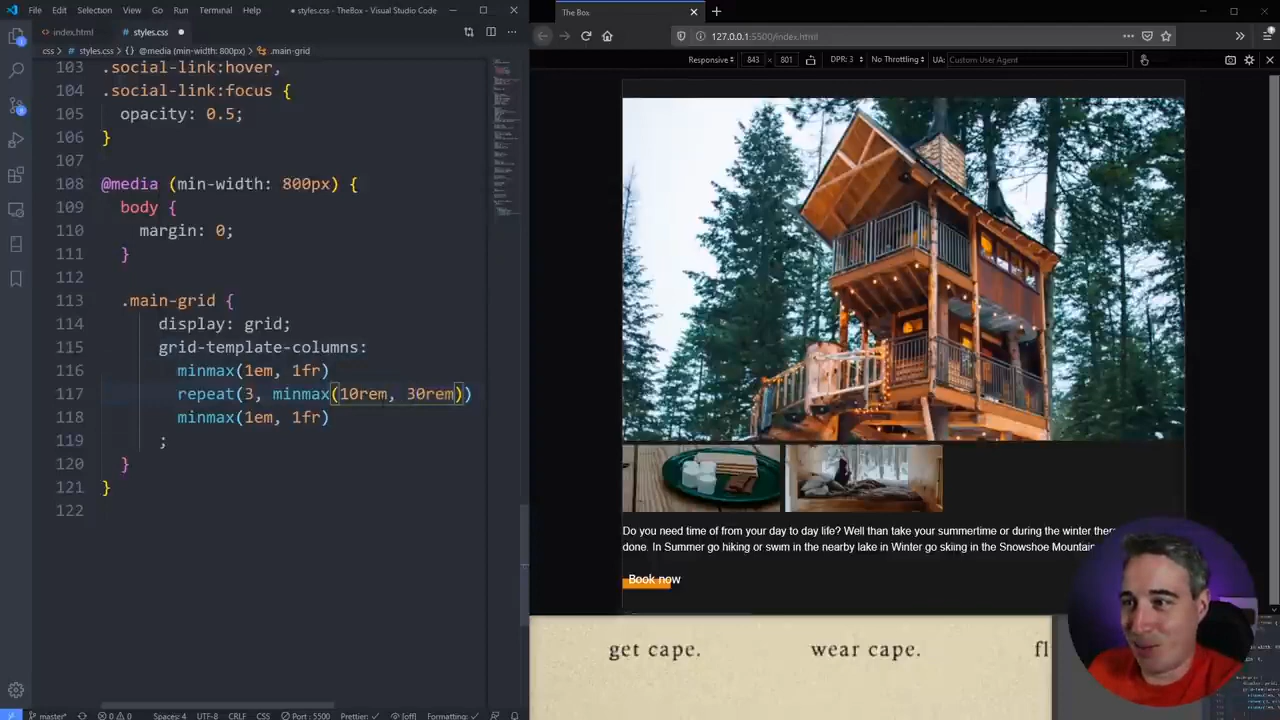 File Edit Selection View Go Run Terminal Help
styles.css - TheBox - Visual Studio Code
index.html
styles.css
css > styles.css > {} @media (min-width: 800px) > .main-grid
103 .social-link:hover,
104 .social-link:focus {
105 opacity: 0.5;
106 }
107
108 @media (min-width: 800px) {
109 body {
110 margin: 0;
111 }
112
113 .main-grid {
114 display: grid;
115 grid-template-columns:
116 minmax(1em, 1fr)
117 repeat(3, minmax(10rem, 30rem))
118 minmax(1em, 1fr)
119 ;
120 }
121 }
122
master*
0 0
Port : 5500
Spaces: 4 UTF-8 CRLF CSS
Prettier: [off]
Formatting:
The Box
127.0.0.1:5500/index.html
Responsive 843 × 801 DPR: 3 No Throttling UA: Custom User Agent
Do you need time of from your day to day life? Well than take your summertime or during the winter
done. In Summer go hiking or swim in the nearby lake in Winter go skiing in the Snowshoe
Book now
get cape. wear cape. fl